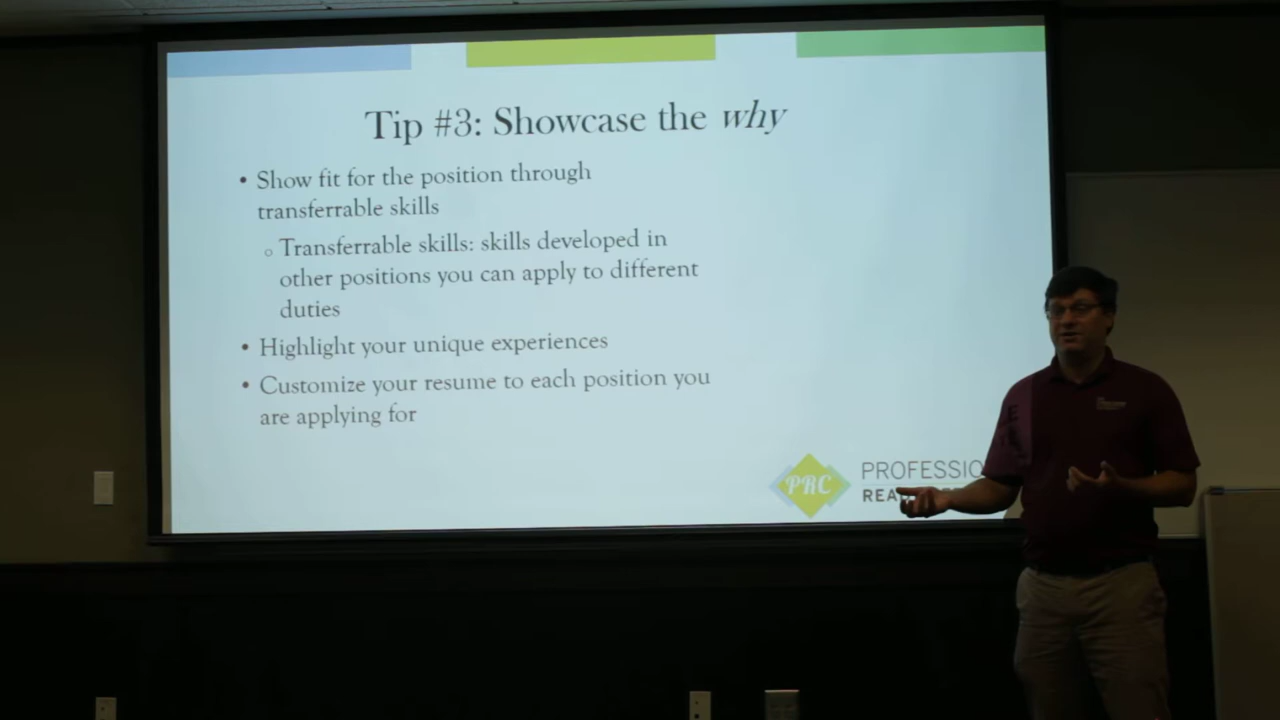 Tip #3: Showcase the why
• Show fit for the position through
transferrable skills
○ Transferrable skills: skills developed in
other positions you can apply to different
duties
• Highlight your unique experiences
• Customize your resume to each position you
are applying for
PRC
PROFESSIO
REA